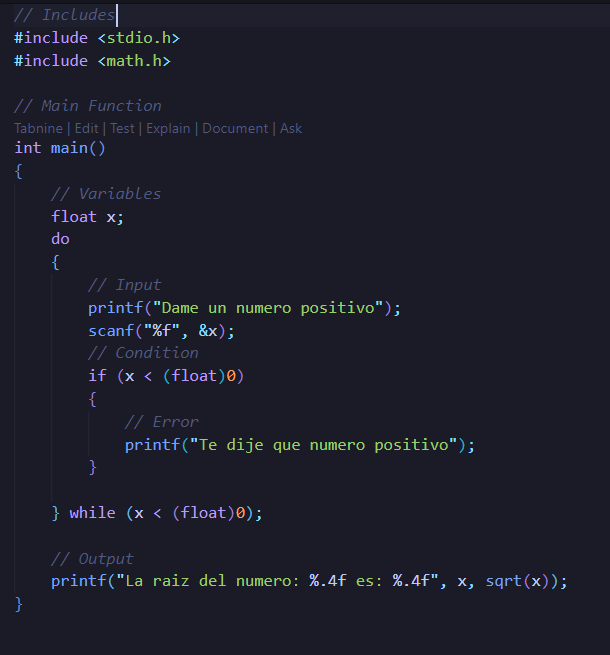 // Includes
#include <stdio.h>
#include <math.h>
// Main Function
Tabnine | Edit | Test | Explain | Document | Ask
int main()
{
// Variables
float x;
do
{
// Input
printf("Dame un numero positivo");
scanf("%f", &x);
// Condition
if (x < (float)0)
{
// Error
printf("Te dije que numero positivo");
}
} while (x < (float)0);
// Output
printf("La raiz del numero: %.4f es: %.4f", x, sqrt(x));
}